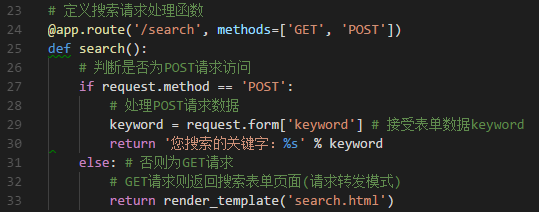 23 # 定义搜索请求处理函数
24 @app.route('/search', methods=['GET', 'POST'])
25 def search():
26 # 判断是否为POST请求访问
27 if request.method == 'POST':
28 # 处理POST请求数据
29 keyword = request.form['keyword'] # 接受表单数据keyword
30 return '您搜索的关键字：%s' % keyword
31 else: # 否则为GET请求
32 # GET请求则返回搜索表单页面(请求转发模式)
33 return render_template('search.html')